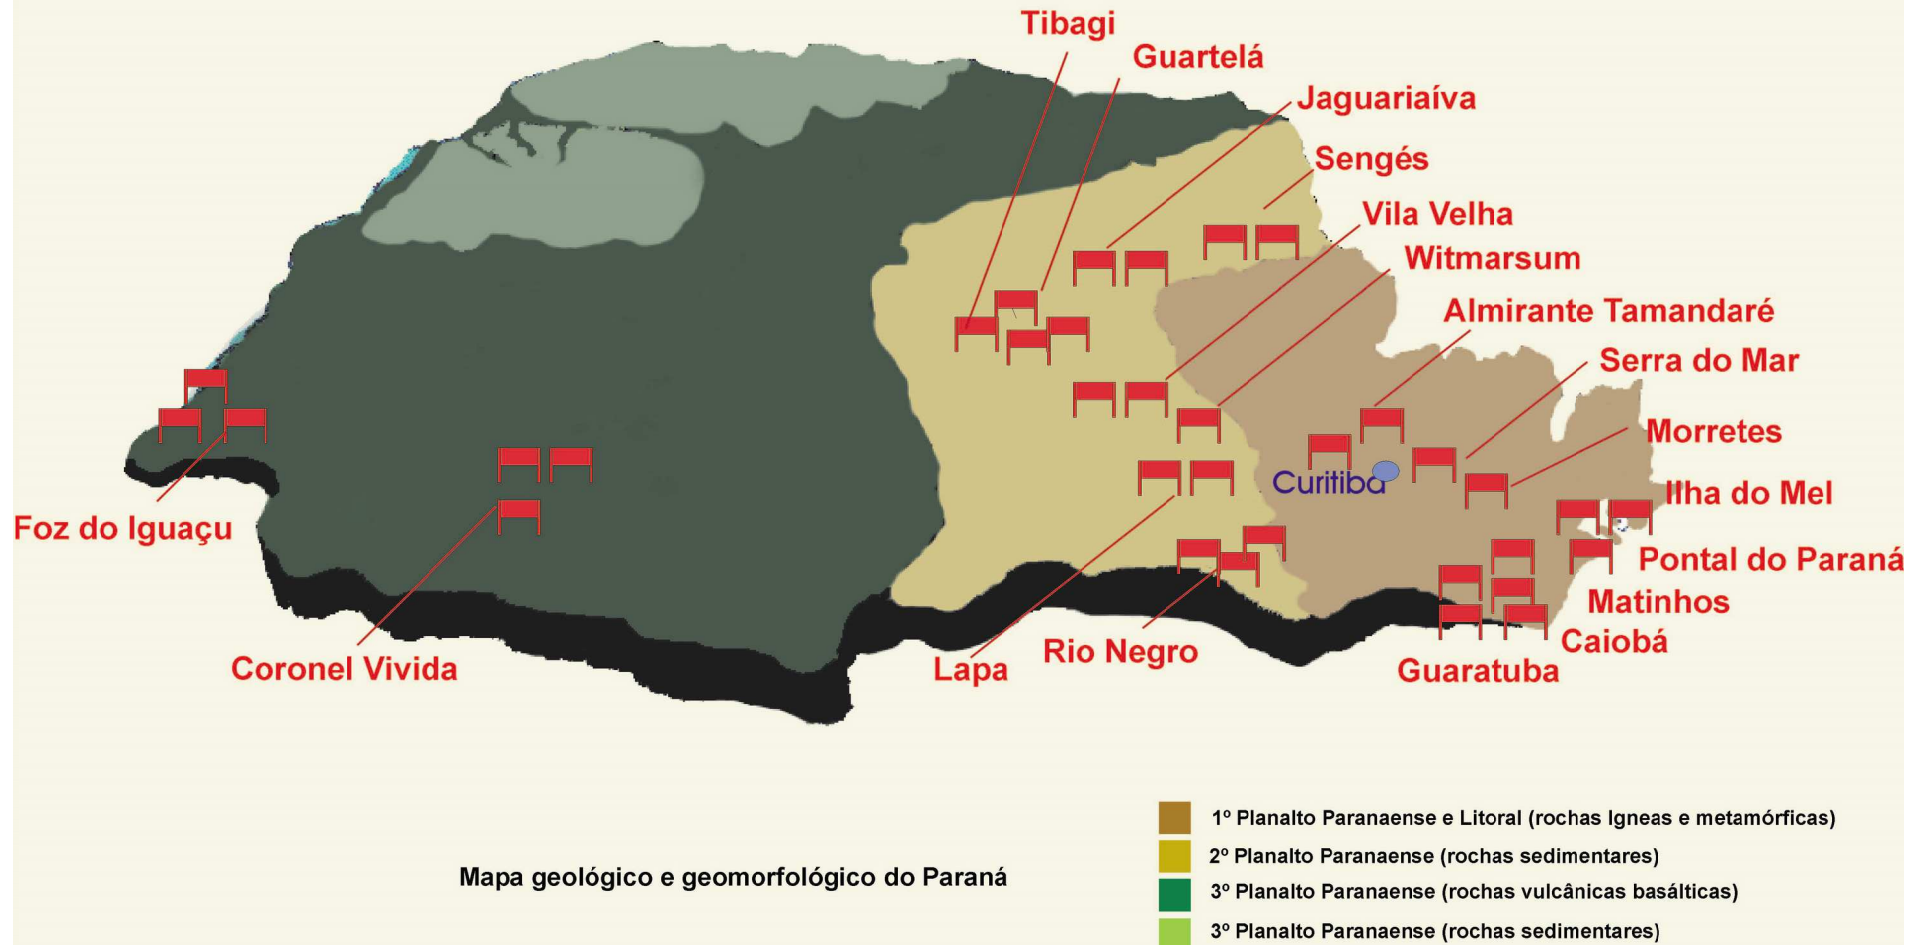 Tibagi
Guartelá
Jaguariaíva
Sengés
Vila Velha
Witmarsum
Almirante Tamandaré
Serra do Mar
Morretes
Curitiba
Ilha do Mel
Foz do Iguaçu
Pontal do Paraná
Matinhos
Caiobá
Rio Negro
Coronel Vivida
Lapa
Guaratuba
1º Planalto Paranaense e Litoral (rochas Igneas e metamórficas)
2º Planalto Paranaense (rochas sedimentares)
Mapa geológico e geomorfológico do Paraná
3º Planalto Paranaense (rochas vulcânicas basálticas)
3º Planalto Paranaense (rochas sedimentares)